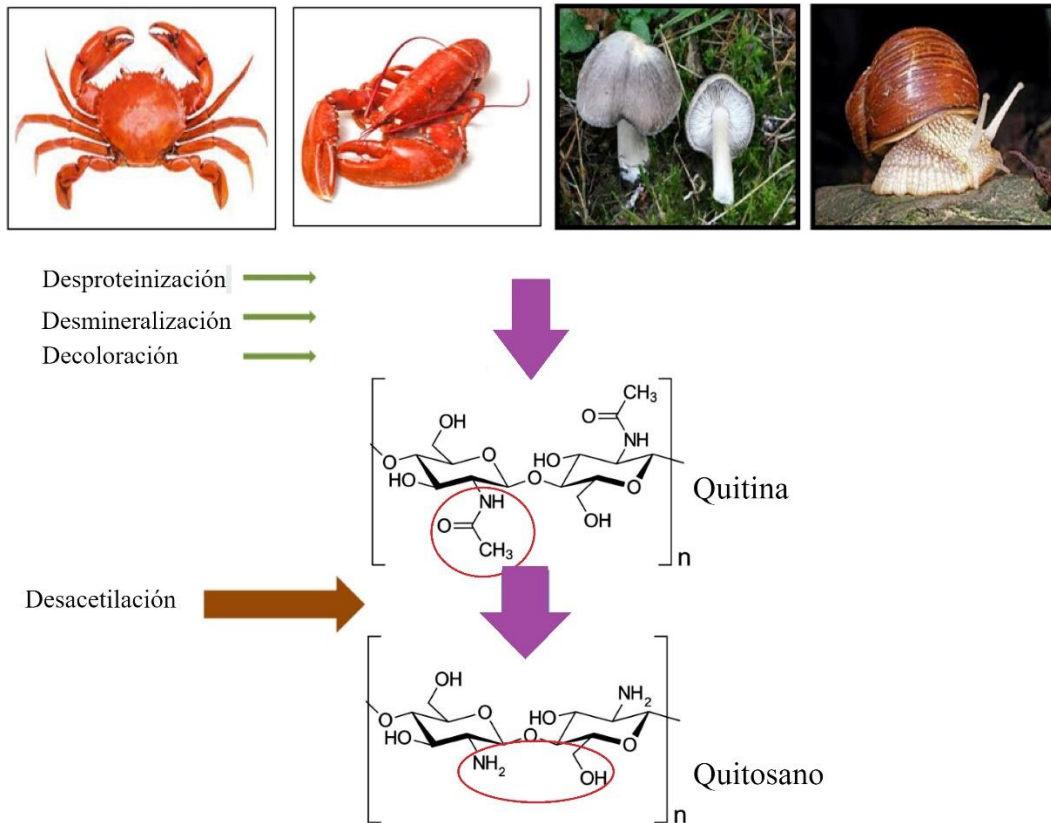 Desproteinización
Desmineralización
Decoloración
CH₃
O
NH
OH
O
O
HO
O
HO
NH
O
O
CH₃
OH
Quitina
n
Desacetilación
OH
NH₂
O
O
HO
O
HO
O
NH₂
OH
Quitosano
n